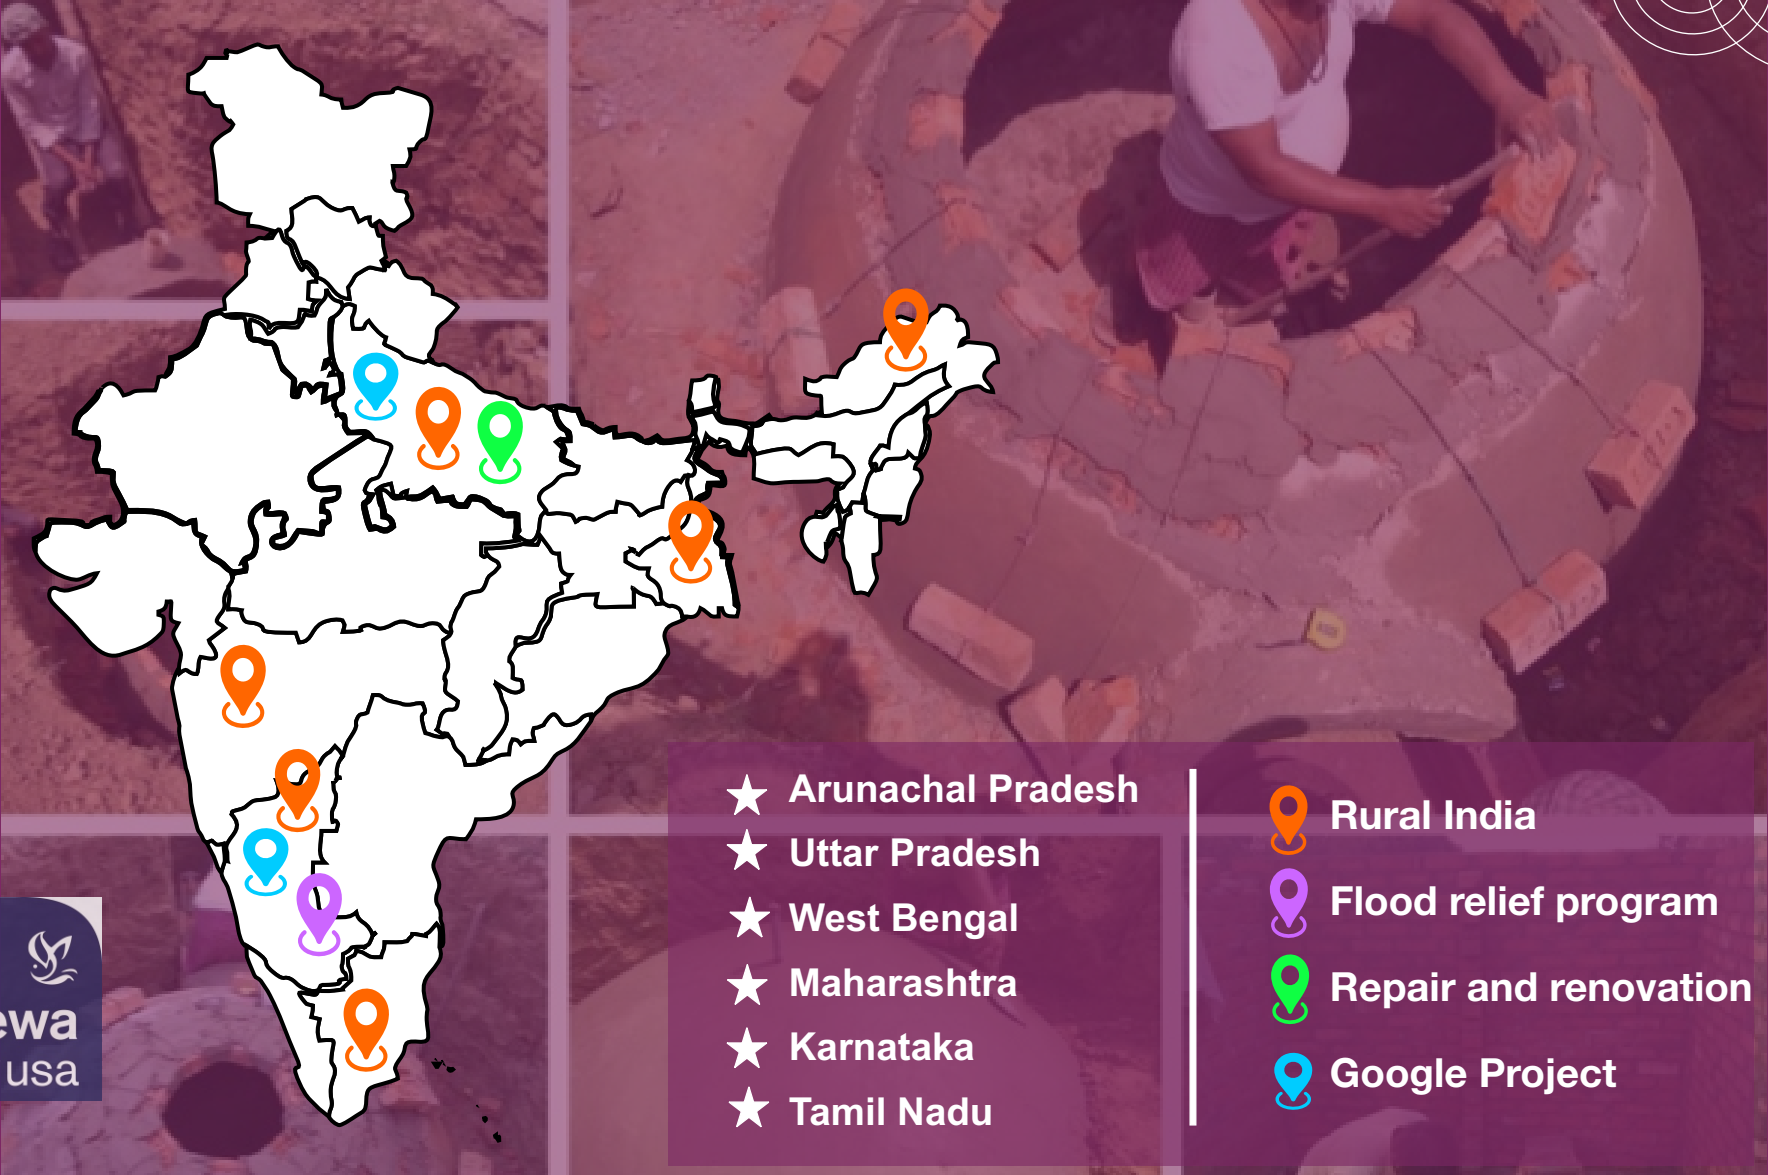 Arunachal Pradesh
Uttar Pradesh
West Bengal
Maharashtra
Karnataka
Tamil Nadu
Rural India
Flood relief program
Repair and renovation
Google Project
ewa
usa